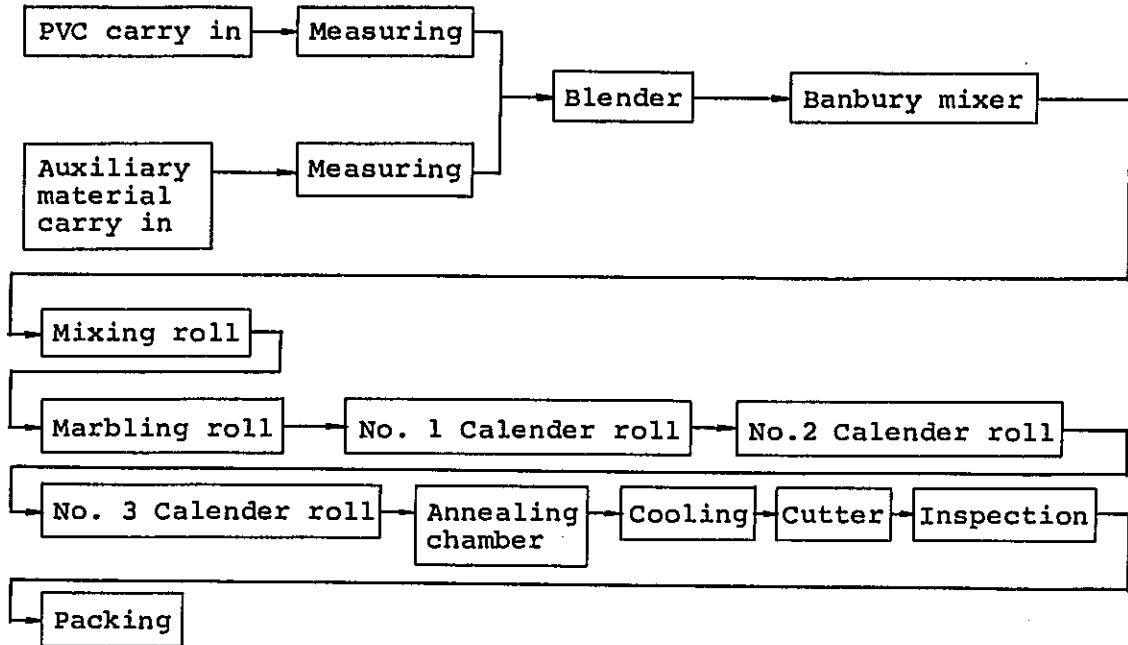 PVC carry in
Measuring
Blender
Banbury mixer
Auxiliary
material
carry in
Measuring
Mixing roll
Marbling roll
No. 1 Calender roll
No.2 Calender roll
No. 3 Calender roll
Annealing
chamber
Cooling
Cutter
Inspection
Packing